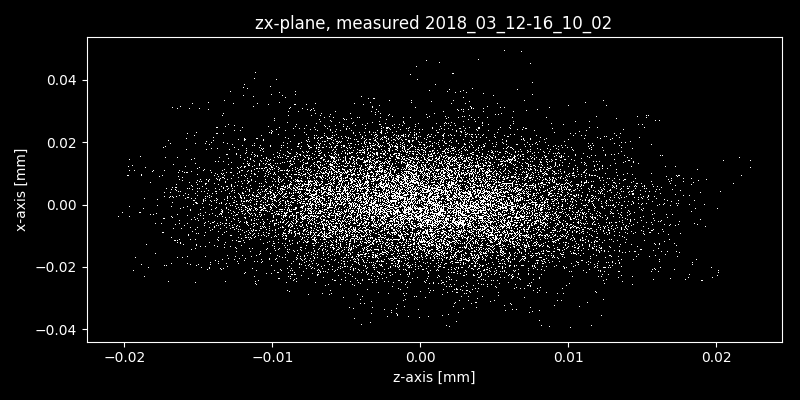 zx-plane, measured 2018_03_12-16_10_02
x-axis [mm]
0.04
0.02
0.00
−0.02
−0.04
−0.02 −0.01 0.00 0.01 0.02
z-axis [mm]